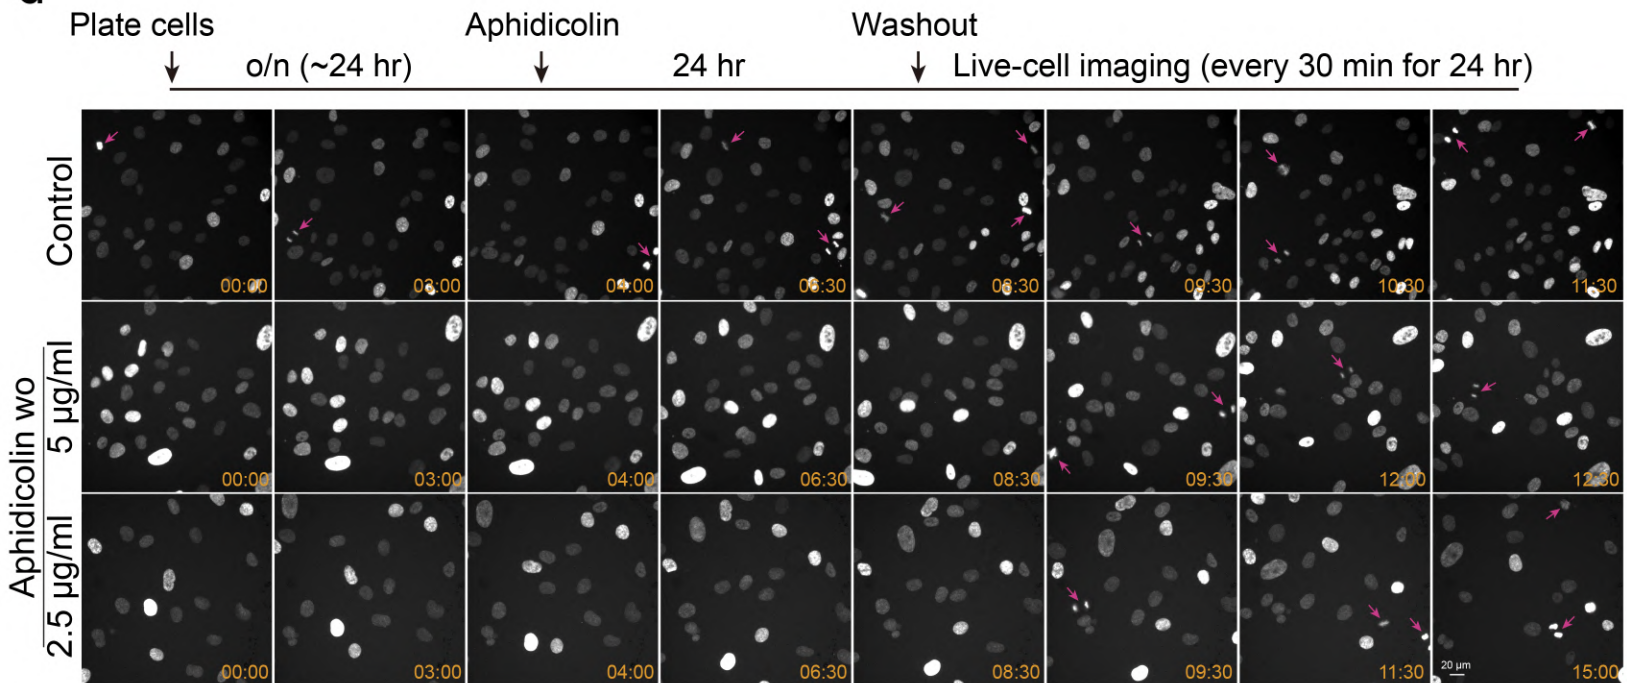 Plate cells Aphidicolin Washout
o/n (~24 hr) 24 hr Live-cell imaging (every 30 min for 24 hr)
Control
00:00 03:00 04:00 06:30 08:30 09:30 10:30 11:30
Aphidicolin wo
5 µg/ml
00:00 03:00 04:00 06:30 08:30 09:30 12:00 12:30
2.5 µg/ml
20 µm
00:00 03:00 04:00 06:30 08:30 09:30 11:30 15:00